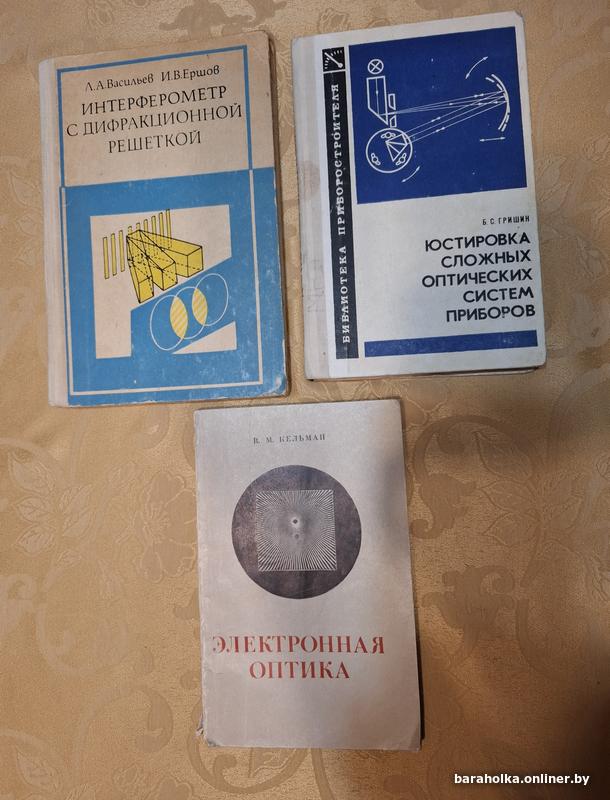 Л.А.Васильев И.В.Ершов
ИНТЕРФЕРОМЕТР
С ДИФРАКЦИОННОЙ
РЕШЕТКОЙ
БИБЛИОТЕКА ПРИБОРОСТРОИТЕЛЯ
Б. С. ГРИШИН
ЮСТИРОВКА
СЛОЖНЫХ
ОПТИЧЕСКИХ
СИСТЕМ
ПРИБОРОВ
В. М. КЕЛЬМАН
ЭЛЕКТРОННАЯ
ОПТИКА
baraholka.onliner.by